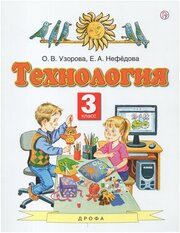 О. В. Узорова, Е. А. Нефёдова
Технология
3
класс
ДРОФА